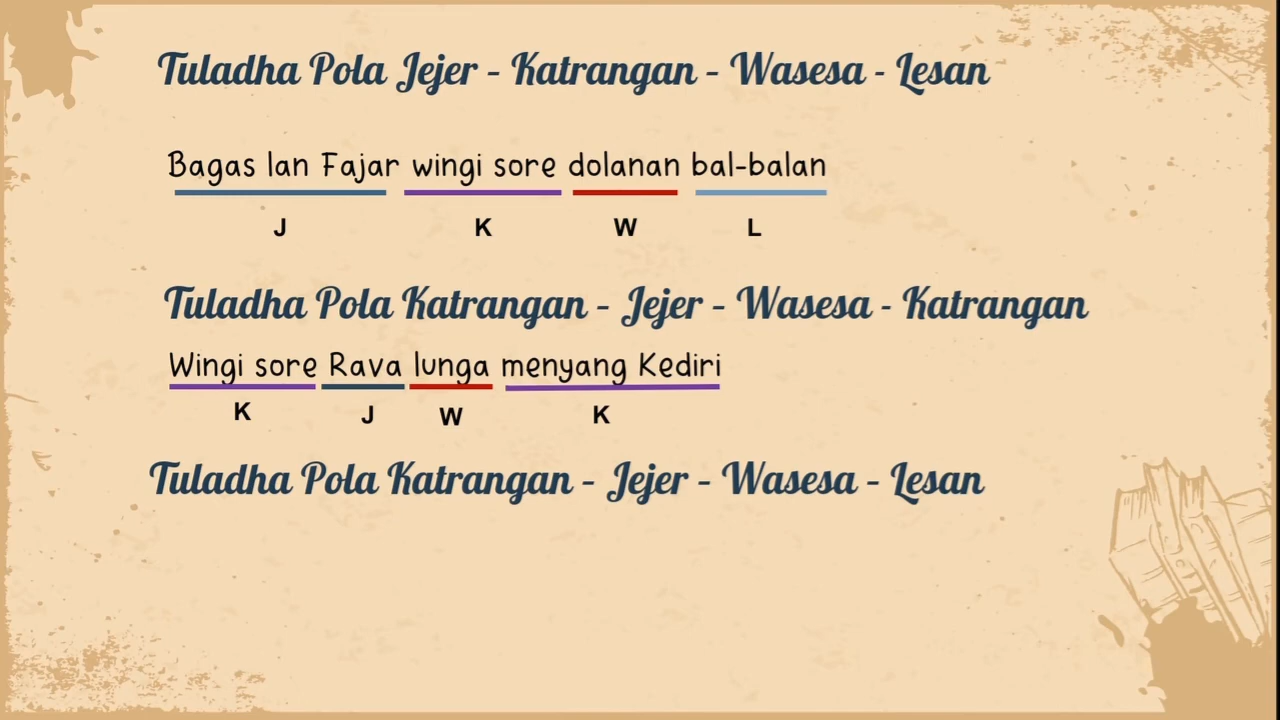 Tuladha Pola Jejer – Katrangan – Wasesa - Lesan
Bagas lan Fajar wingi sore dolanan bal-balan
J K W L
Tuladha Pola Katrangan – Jejer – Wasesa - Katrangan
Wingi sore Rava lunga menyang Kediri
K J W K
Tuladha Pola Katrangan – Jejer – Wasesa – Lesan